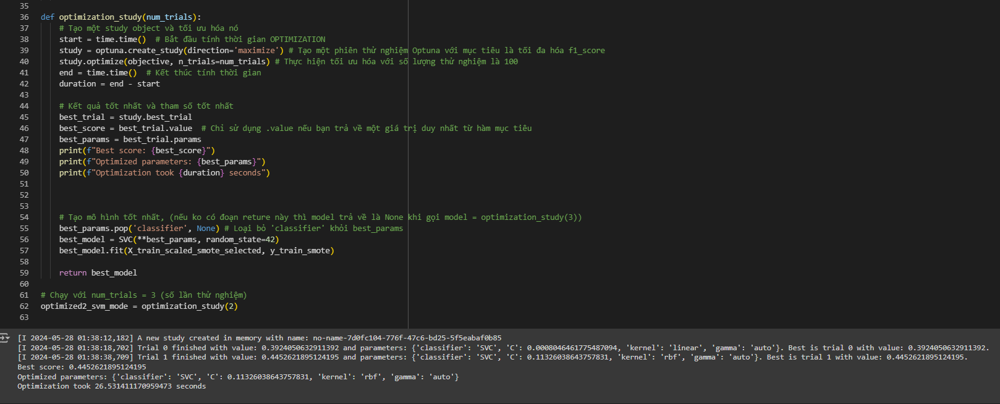 35
36 def optimization_study(num_trials):
37 # Tạo một study object và tối ưu hóa nó
38 start = time.time() # Bắt đầu tính thời gian OPTIMIZATION
39 study = optuna.create_study(direction='maximize') # Tạo một phiên thử nghiệm Optuna với mục tiêu là tối đa hóa f1_score
40 study.optimize(objective, n_trials=num_trials) # Thực hiện tối ưu hóa với số lượng thử nghiệm là 100
41 end = time.time() # Kết thúc tính thời gian
42 duration = end - start
43
44 # Kết quả tốt nhất và tham số tốt nhất
45 best_trial = study.best_trial
46 best_score = best_trial.value # Chỉ sử dụng .value nếu bạn trả về một giá trị duy nhất từ hàm mục tiêu
47 best_params = best_trial.params
48 print(f"Best score: {best_score}")
49 print(f"Optimized parameters: {best_params}")
50 print(f"Optimization took {duration} seconds")
51
52
53
54 # Tạo mô hình tốt nhất, (nếu ko có đoạn reture này thì model trả về là None khi gọi model = optimization_study(3))
55 best_params.pop('classifier', None) # Loại bỏ 'classifier' khỏi best_params
56 best_model = SVC(**best_params, random_state=42)
57 best_model.fit(X_train_scaled_smote_selected, y_train_smote)
58
59 return best_model
60
61 # Chạy với num_trials = 3 (số lần thử nghiệm)
62 optimized2_svm_mode = optimization_study(2)
63
[I 2024-05-28 01:38:12,182] A new study created in memory with name: no-name-7d0fc104-776f-47c6-bd25-5f5eabaf0b85
[I 2024-05-28 01:38:18,702] Trial 0 finished with value: 0.3924050632911392 and parameters: {'classifier': 'SVC', 'C': 0.0008046461775487094, 'kernel': 'linear', 'gamma': 'auto'}. Best is trial 0 with value: 0.3924050632911392.
[I 2024-05-28 01:38:38,709] Trial 1 finished with value: 0.4452621895124195 and parameters: {'classifier': 'SVC', 'C': 0.11326038643757831, 'kernel': 'rbf', 'gamma': 'auto'}. Best is trial 1 with value: 0.4452621895124195.
Best score: 0.4452621895124195
Optimized parameters: {'classifier': 'SVC', 'C': 0.11326038643757831, 'kernel': 'rbf', 'gamma': 'auto'}
Optimization took 26.531411170959473 seconds